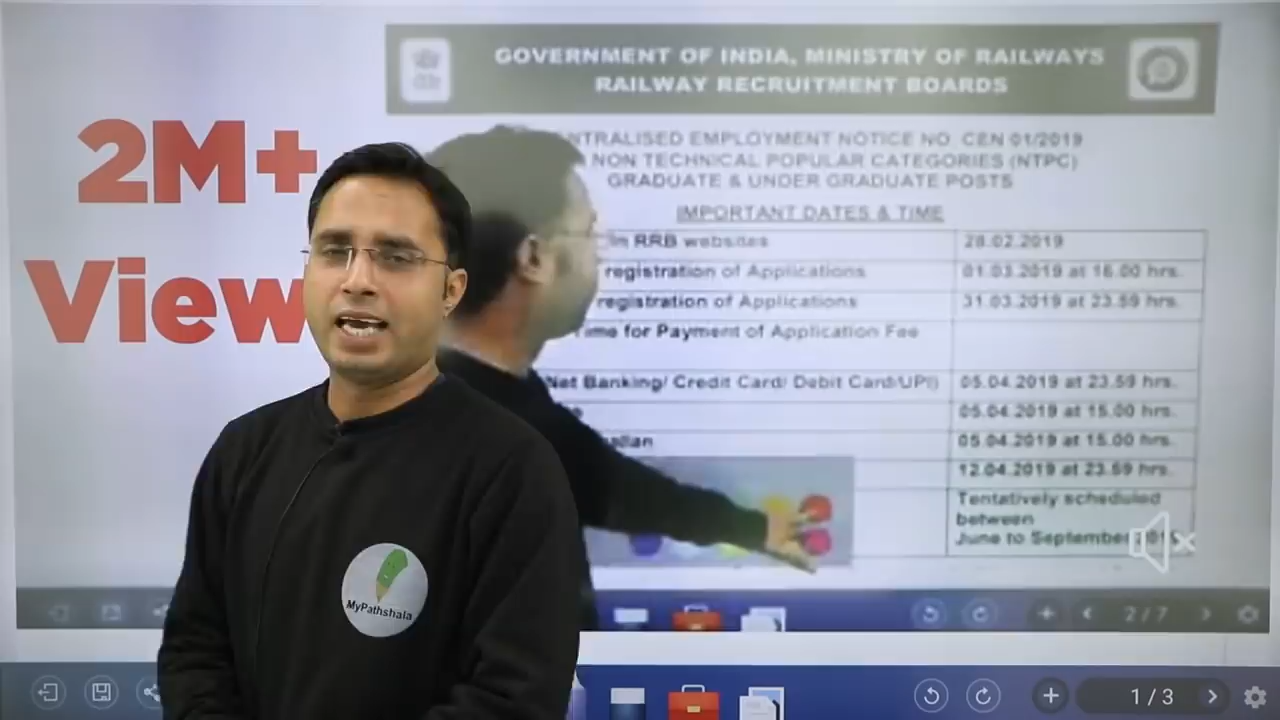 2M+
View
GOVERNMENT OF INDIA, MINISTRY OF RAILWAYS
RAILWAY RECRUITMENT BOARDS
NTRALISED EMPLOYMENT NOTICE NO. CEN 01/2019
NON TECHNICAL POPULAR CATEGORIES (NTPC)
GRADUATE & UNDER GRADUATE POSTS
IMPORTANT DATES & TIME
in RRB websites 28.02.2019
registration of Applications 01.03.2019 at 16.00 hrs.
registration of Applications 31.03.2019 at 23.59 hrs.
Time for Payment of Application Fee
Net Banking/ Credit Card/ Debit Card/UPI) 05.04.2019 at 23.59 hrs.
05.04.2019 at 15.00 hrs.
allan 05.04.2019 at 15.00 hrs.
12.04.2019 at 23.59 hrs.
Tentatively scheduled
between
June to September
MyPathshala
2 / 7
1 / 3